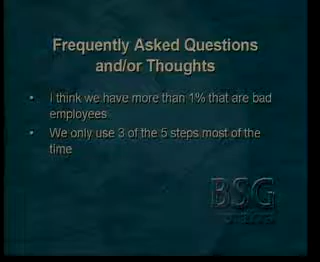 Frequently Asked Questions
and/or Thoughts
• I think we have more than 1% that are bad
employees
• We only use 3 of the 5 steps most of the
time
BSG